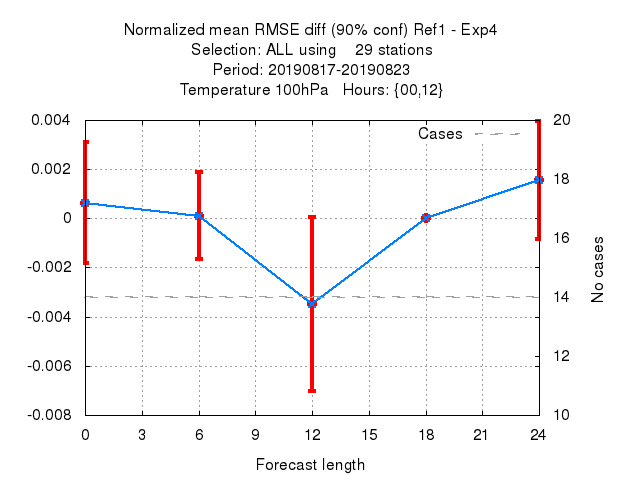 Normalized mean RMSE diff (90% conf) Ref1 - Exp4
Selection: ALL using 29 stations
Period: 20190817-20190823
Temperature 100hPa Hours: {00,12}
Cases
0.004
0.002
0
-0.002
-0.004
-0.006
-0.008
20
18
16
14
12
10
No cases
0 3 6 9 12 15 18 21 24
Forecast length